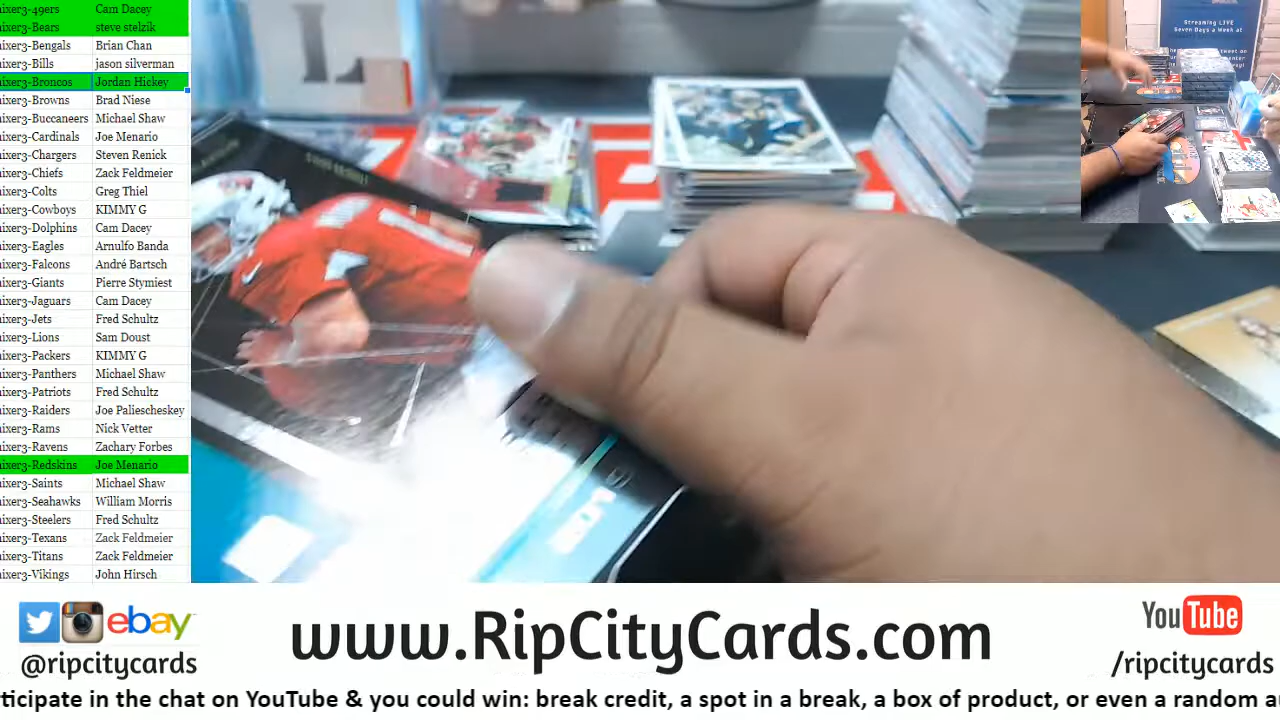 ixer3-49ers Cam Dacey
ixer3-Bears steve stelzik
ixer3-Bengals Brian Chan
ixer3-Bills jason silverman
ixer3-Broncos Jordan Hickey
ixer3-Browns Brad Niese
ixer3-Buccaneers Michael Shaw
ixer3-Cardinals Joe Menario
ixer3-Chargers Steven Renick
ixer3-Chiefs Zack Feldmeier
ixer3-Colts Greg Thiel
ixer3-Cowboys KIMMY G
ixer3-Dolphins Cam Dacey
ixer3-Eagles Arnulfo Banda
ixer3-Falcons André Bartsch
ixer3-Giants Pierre Stymiest
ixer3-Jaguars Cam Dacey
ixer3-Jets Fred Schultz
ixer3-Lions Sam Doust
ixer3-Packers KIMMY G
ixer3-Panthers Michael Shaw
ixer3-Patriots Fred Schultz
ixer3-Raiders Joe Paliescheskey
ixer3-Rams Nick Vetter
ixer3-Ravens Zachary Forbes
ixer3-Redskins Joe Menario
ixer3-Saints Michael Shaw
ixer3-Seahawks William Morris
ixer3-Steelers Fred Schultz
ixer3-Texans Zack Feldmeier
ixer3-Titans Zack Feldmeier
ixer3-Vikings John Hirsch
Streaming LIVE
Seven Days a Week at
ebay
@ripcitycards
www.RipCityCards.com
YouTube
/ripcitycards
ticipate in the chat on YouTube & you could win: break credit, a spot in a break, a box of product, or even a random a